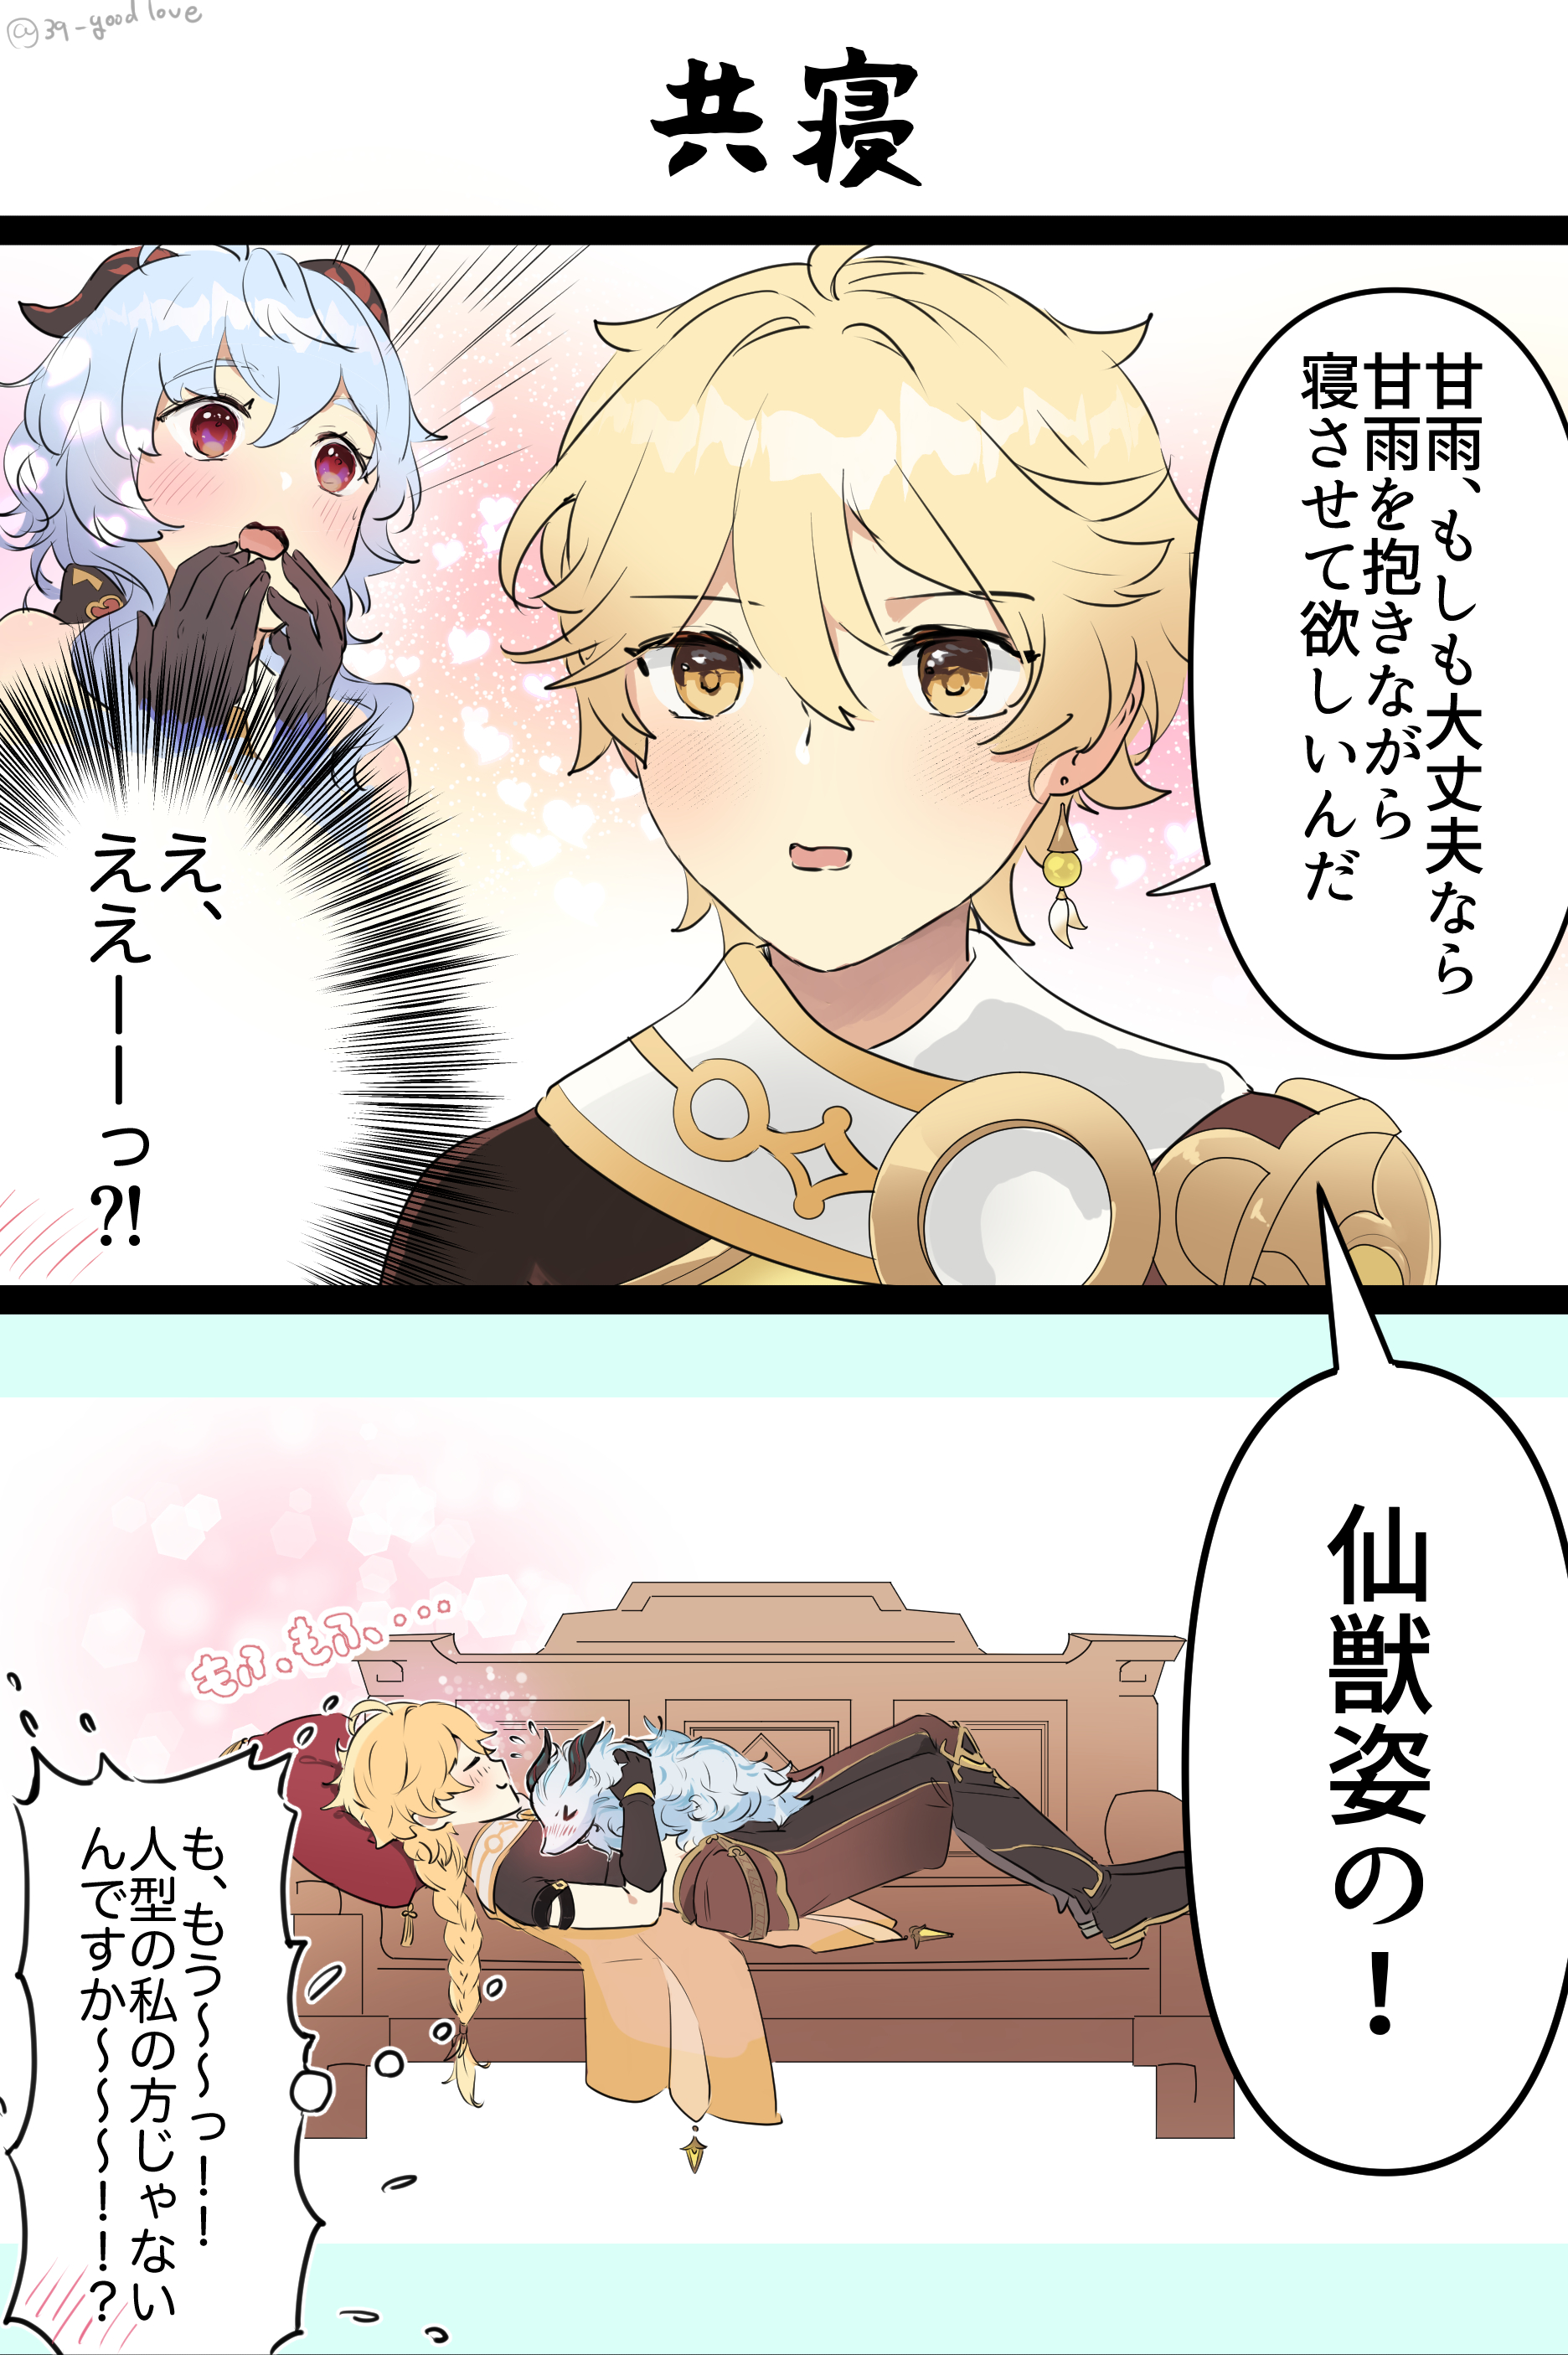 @39-good love
共寝
甘雨、もしも大丈夫なら
甘雨を抱きながら
寝させて欲しいんだ
え、
ええーーっ?!
仙獣姿の！
もふ、もふ、・・・
も、もう〜〜っ！！
人型の私の方じゃない
んですか〜〜〜！！？